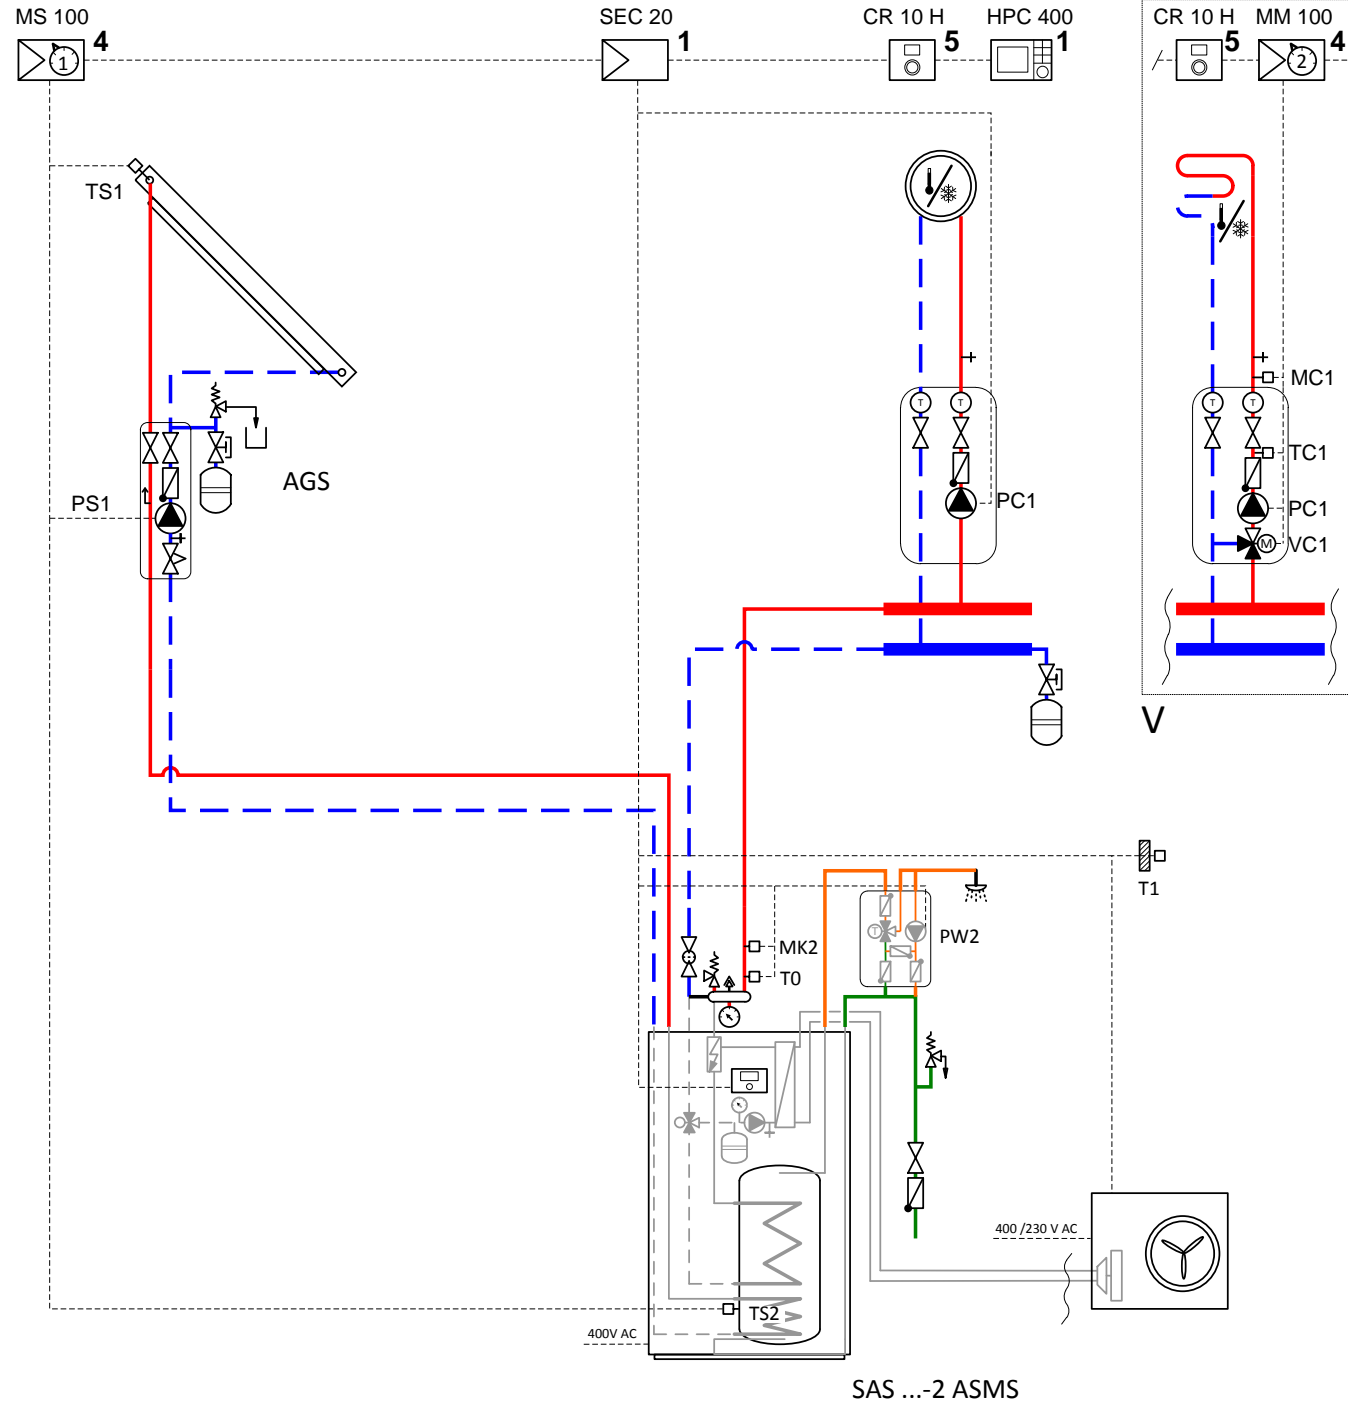 MS 100 SEC 20 CR 10 H HPC 400 CR 10 H MM 100
4 1 5 1 5 4
1 2
TS1
MC1
T T T T
TC1
AGS
PS1 PC1 PC1
M VC1
V
T1
T PW2
MK2
T0
400 /230 V AC
TS2
400V AC
SAS ...-2 ASMS